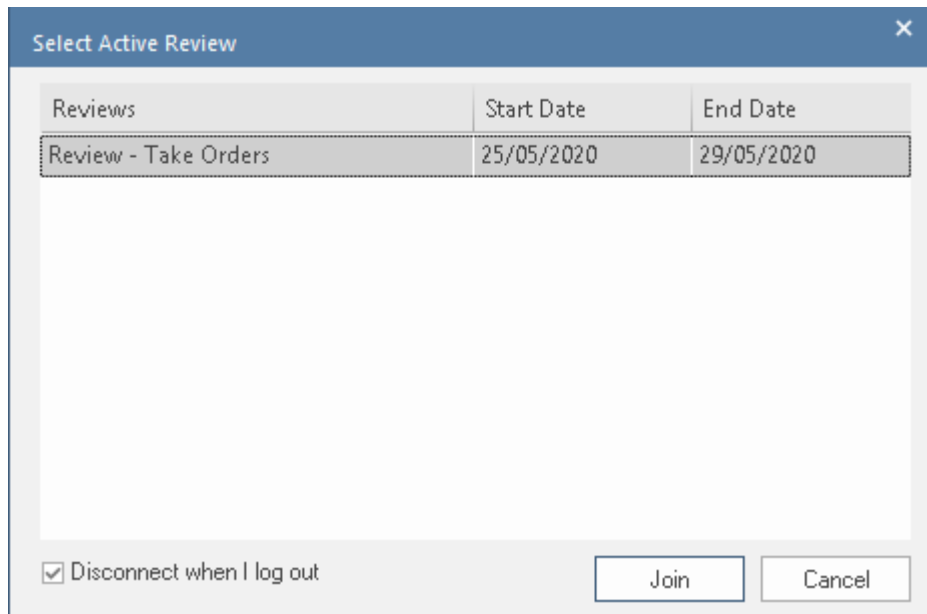 Select Active Review
Reviews Start Date End Date
Review - Take Orders 25/05/2020 29/05/2020
Disconnect when I log out Join Cancel